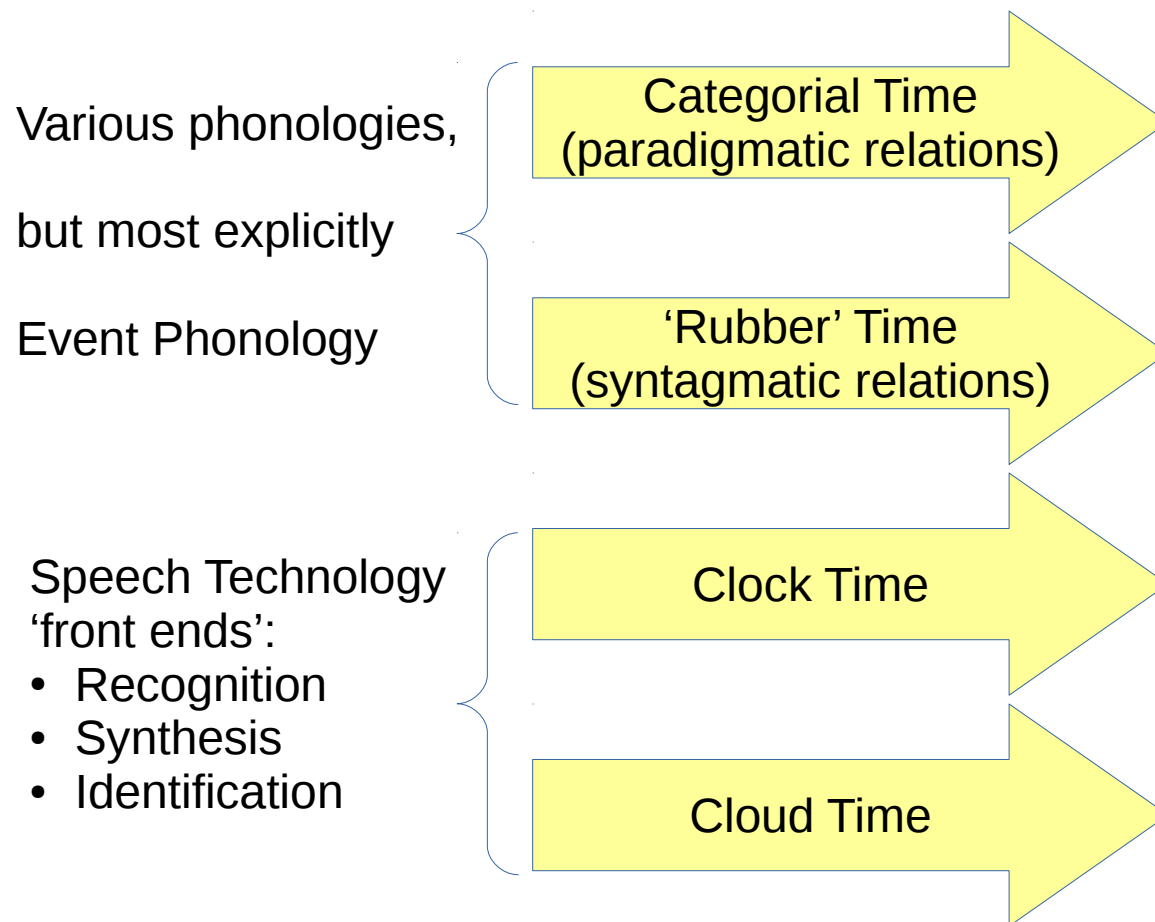 Various phonologies,
but most explicitly
Event Phonology
Categorial Time
(paradigmatic relations)
‘Rubber’ Time
(syntagmatic relations)
Speech Technology
‘front ends’:
• Recognition
• Synthesis
• Identification
Clock Time
Cloud Time